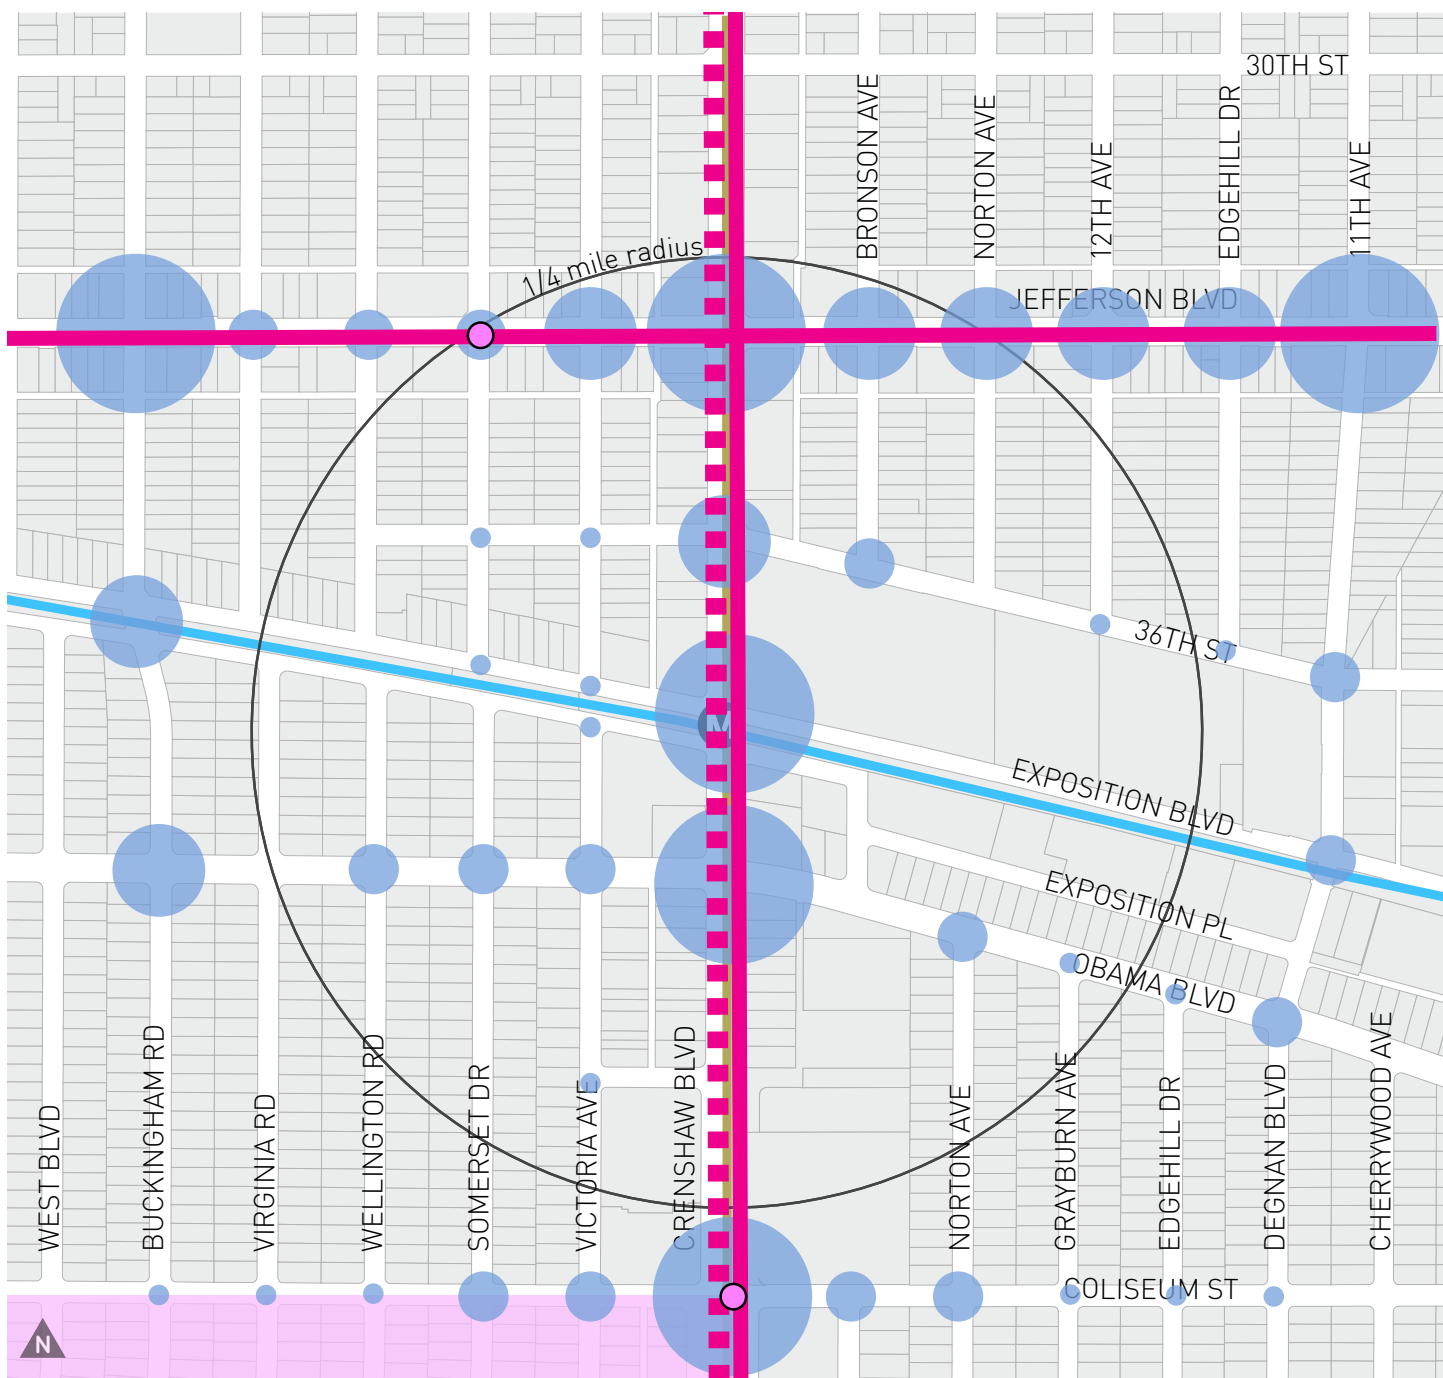 30TH ST
BRONSON AVE
NORTON AVE
12TH AVE
EDGEHILL DR
11TH AVE
1/4 mile radius
JEFFERSON BLVD
36TH ST
M
EXPOSITION BLVD
EXPOSITION PL
OBAMA BLVD
WEST BLVD
BUCKINGHAM RD
VIRGINIA RD
WELLINGTON RD
SOMERSET DR
VICTORIA AVE
CRENSHAW BLVD
NORTON AVE
GRAYBURN AVE
EDGEHILL DR
DEGNAN BLVD
CHERRYWOOD AVE
COLISEUM ST
N